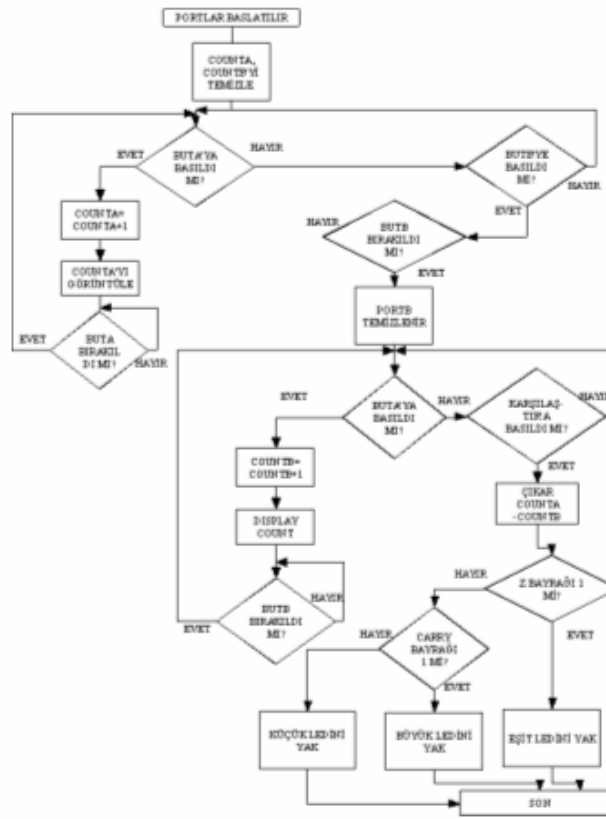 PORTLAR BASLATILIR
COUNTA,
COUNTB'Yİ
TEMİZLE
EVET
BUTA'YA
BASILDI
MI?
HAYIR
BUTB'YE
BASILDI
MI?
HAYIR
EVET
COUNTA=
COUNTA+1
HAYIR
BUTB
BIRAKILDI
MI?
EVET
COUNTA'YI
GÖRÜNTÜLE
PORTB
TEMİZLENİR
EVET
BUTA
BIRAKIL
DI MI?
HAYIR
EVET
BUTA'YA
BASILDI
MI?
HAYIR
KARŞILAŞ-
TIRA
BASILDI MI?
HAYIR
EVET
COUNTB=
COUNTB+1
ÇIKAR
COUNTA
-COUNTB
DISPLAY
COUNT
HAYIR
Z BAYRAĞI 1
Mİ?
EVET
BUTB
BIRAKILDI
MI?
HAYIR
EVET
HAYIR
CARRY
BAYRAĞI
1 Mİ?
EVET
KÜÇÜK LEDİNİ
YAK
BÜYÜK LEDİNİ
YAK
EŞİT LEDİNİ YAK
SON